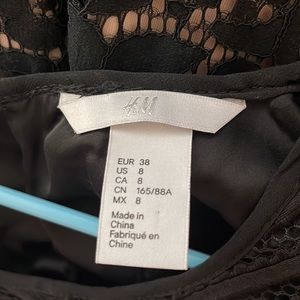 H&M
EUR 38
US 8
CA 8
CN 165/88A
MX 8
Made in
China
Fabriqué en
Chine